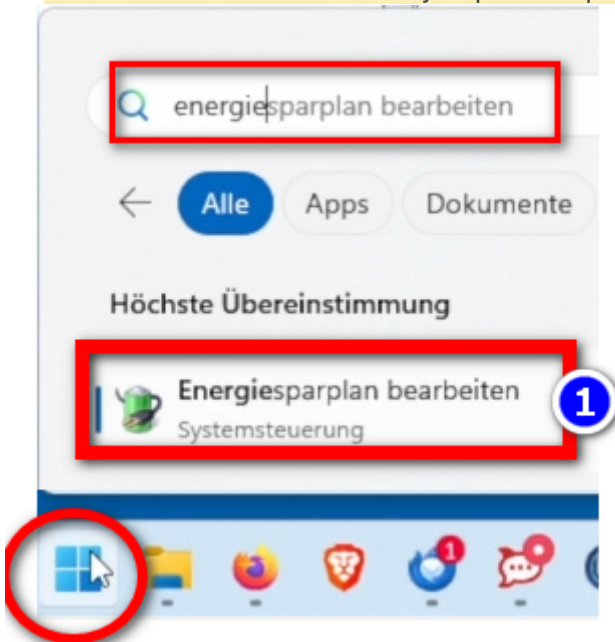 energiesparplan bearbeiten
Alle Apps Dokumente
Höchste Übereinstimmung
Energiesparplan bearbeiten
Systemsteuerung
1
1